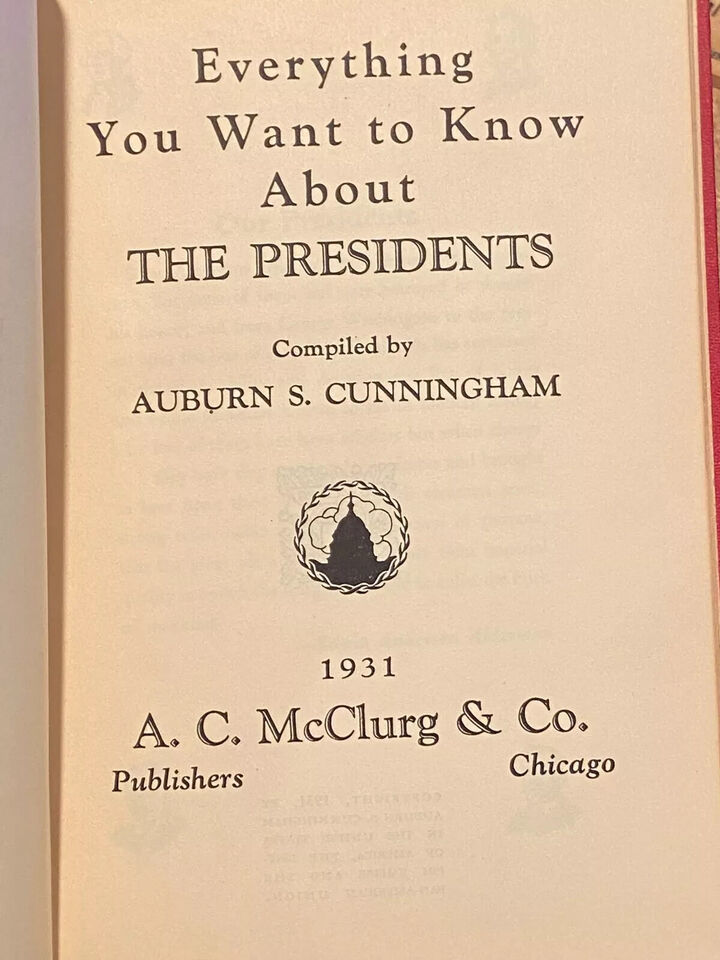 Everything
You Want to Know
About
THE PRESIDENTS
Compiled by
AUBURN S. CUNNINGHAM
1931
A. C. McClurg & Co.
Publishers Chicago